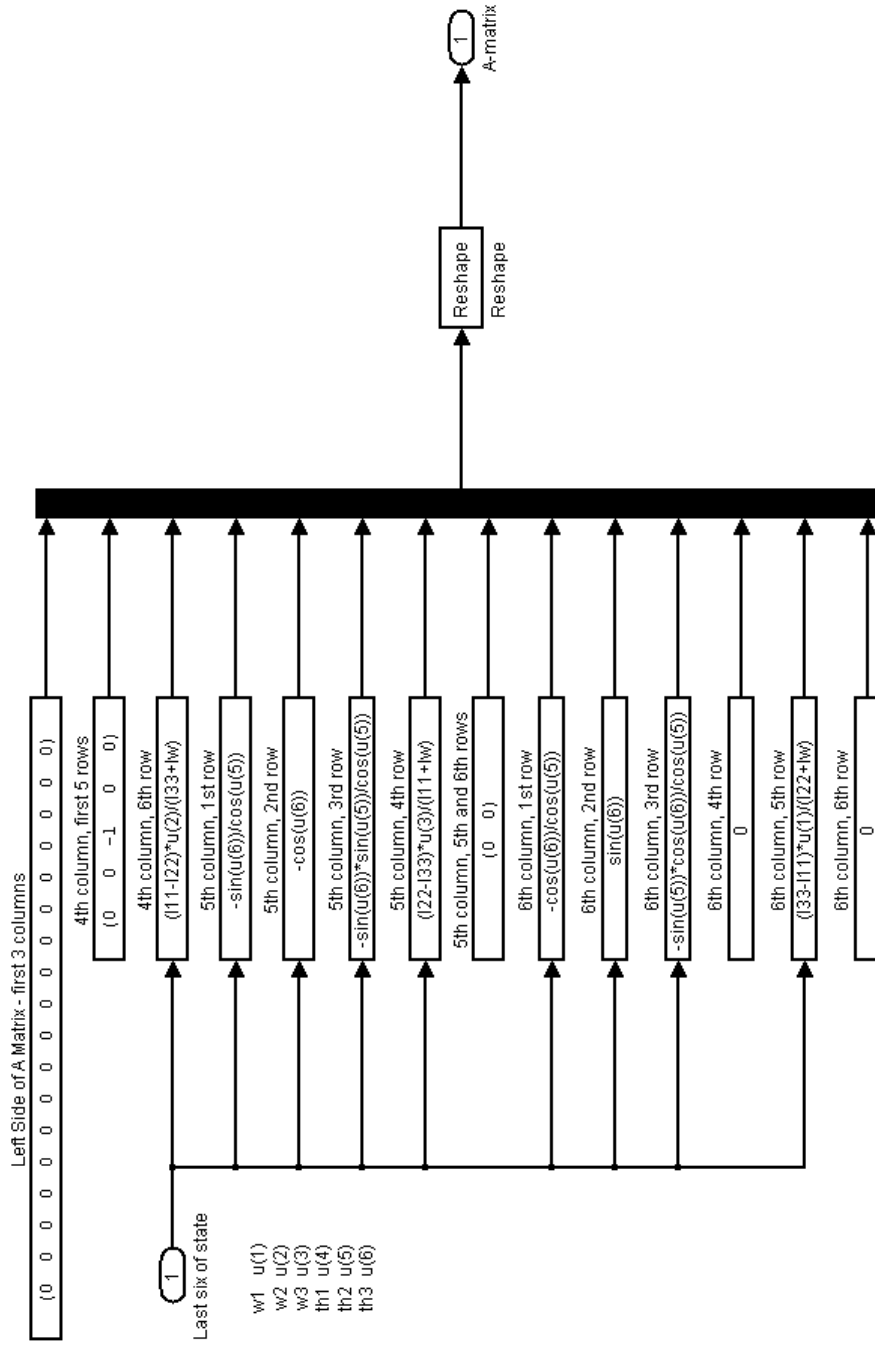 Left Side of A Matrix - first 3 columns
(0 0 0 0 0 0 0 0 0 0 0 0 0 0 0 0 0 0)
4th column, first 5 rows
(0 0 -1 0 0)
4th column, 6th row
(I11-I22)*u(2)/(I33+Iw)
5th column, 1st row
-sin(u(6))/cos(u(5))
5th column, 2nd row
-cos(u(6))
5th column, 3rd row
-sin(u(6))*sin(u(5))/cos(u(5))
5th column, 4th row
(I22-I33)*u(3)/(I11+Iw)
5th column, 5th and 6th rows
(0 0)
6th column, 1st row
-cos(u(6))/cos(u(5))
6th column, 2nd row
sin(u(6))
6th column, 3rd row
-sin(u(5))*cos(u(6))/cos(u(5))
6th column, 4th row
0
6th column, 5th row
(I33-I11)*u(1)/(I22+Iw)
6th column, 6th row
0
1
Last six of state
w1 u(1)
w2 u(2)
w3 u(3)
th1 u(4)
th2 u(5)
th3 u(6)
Reshape
Reshape
1
A-matrix